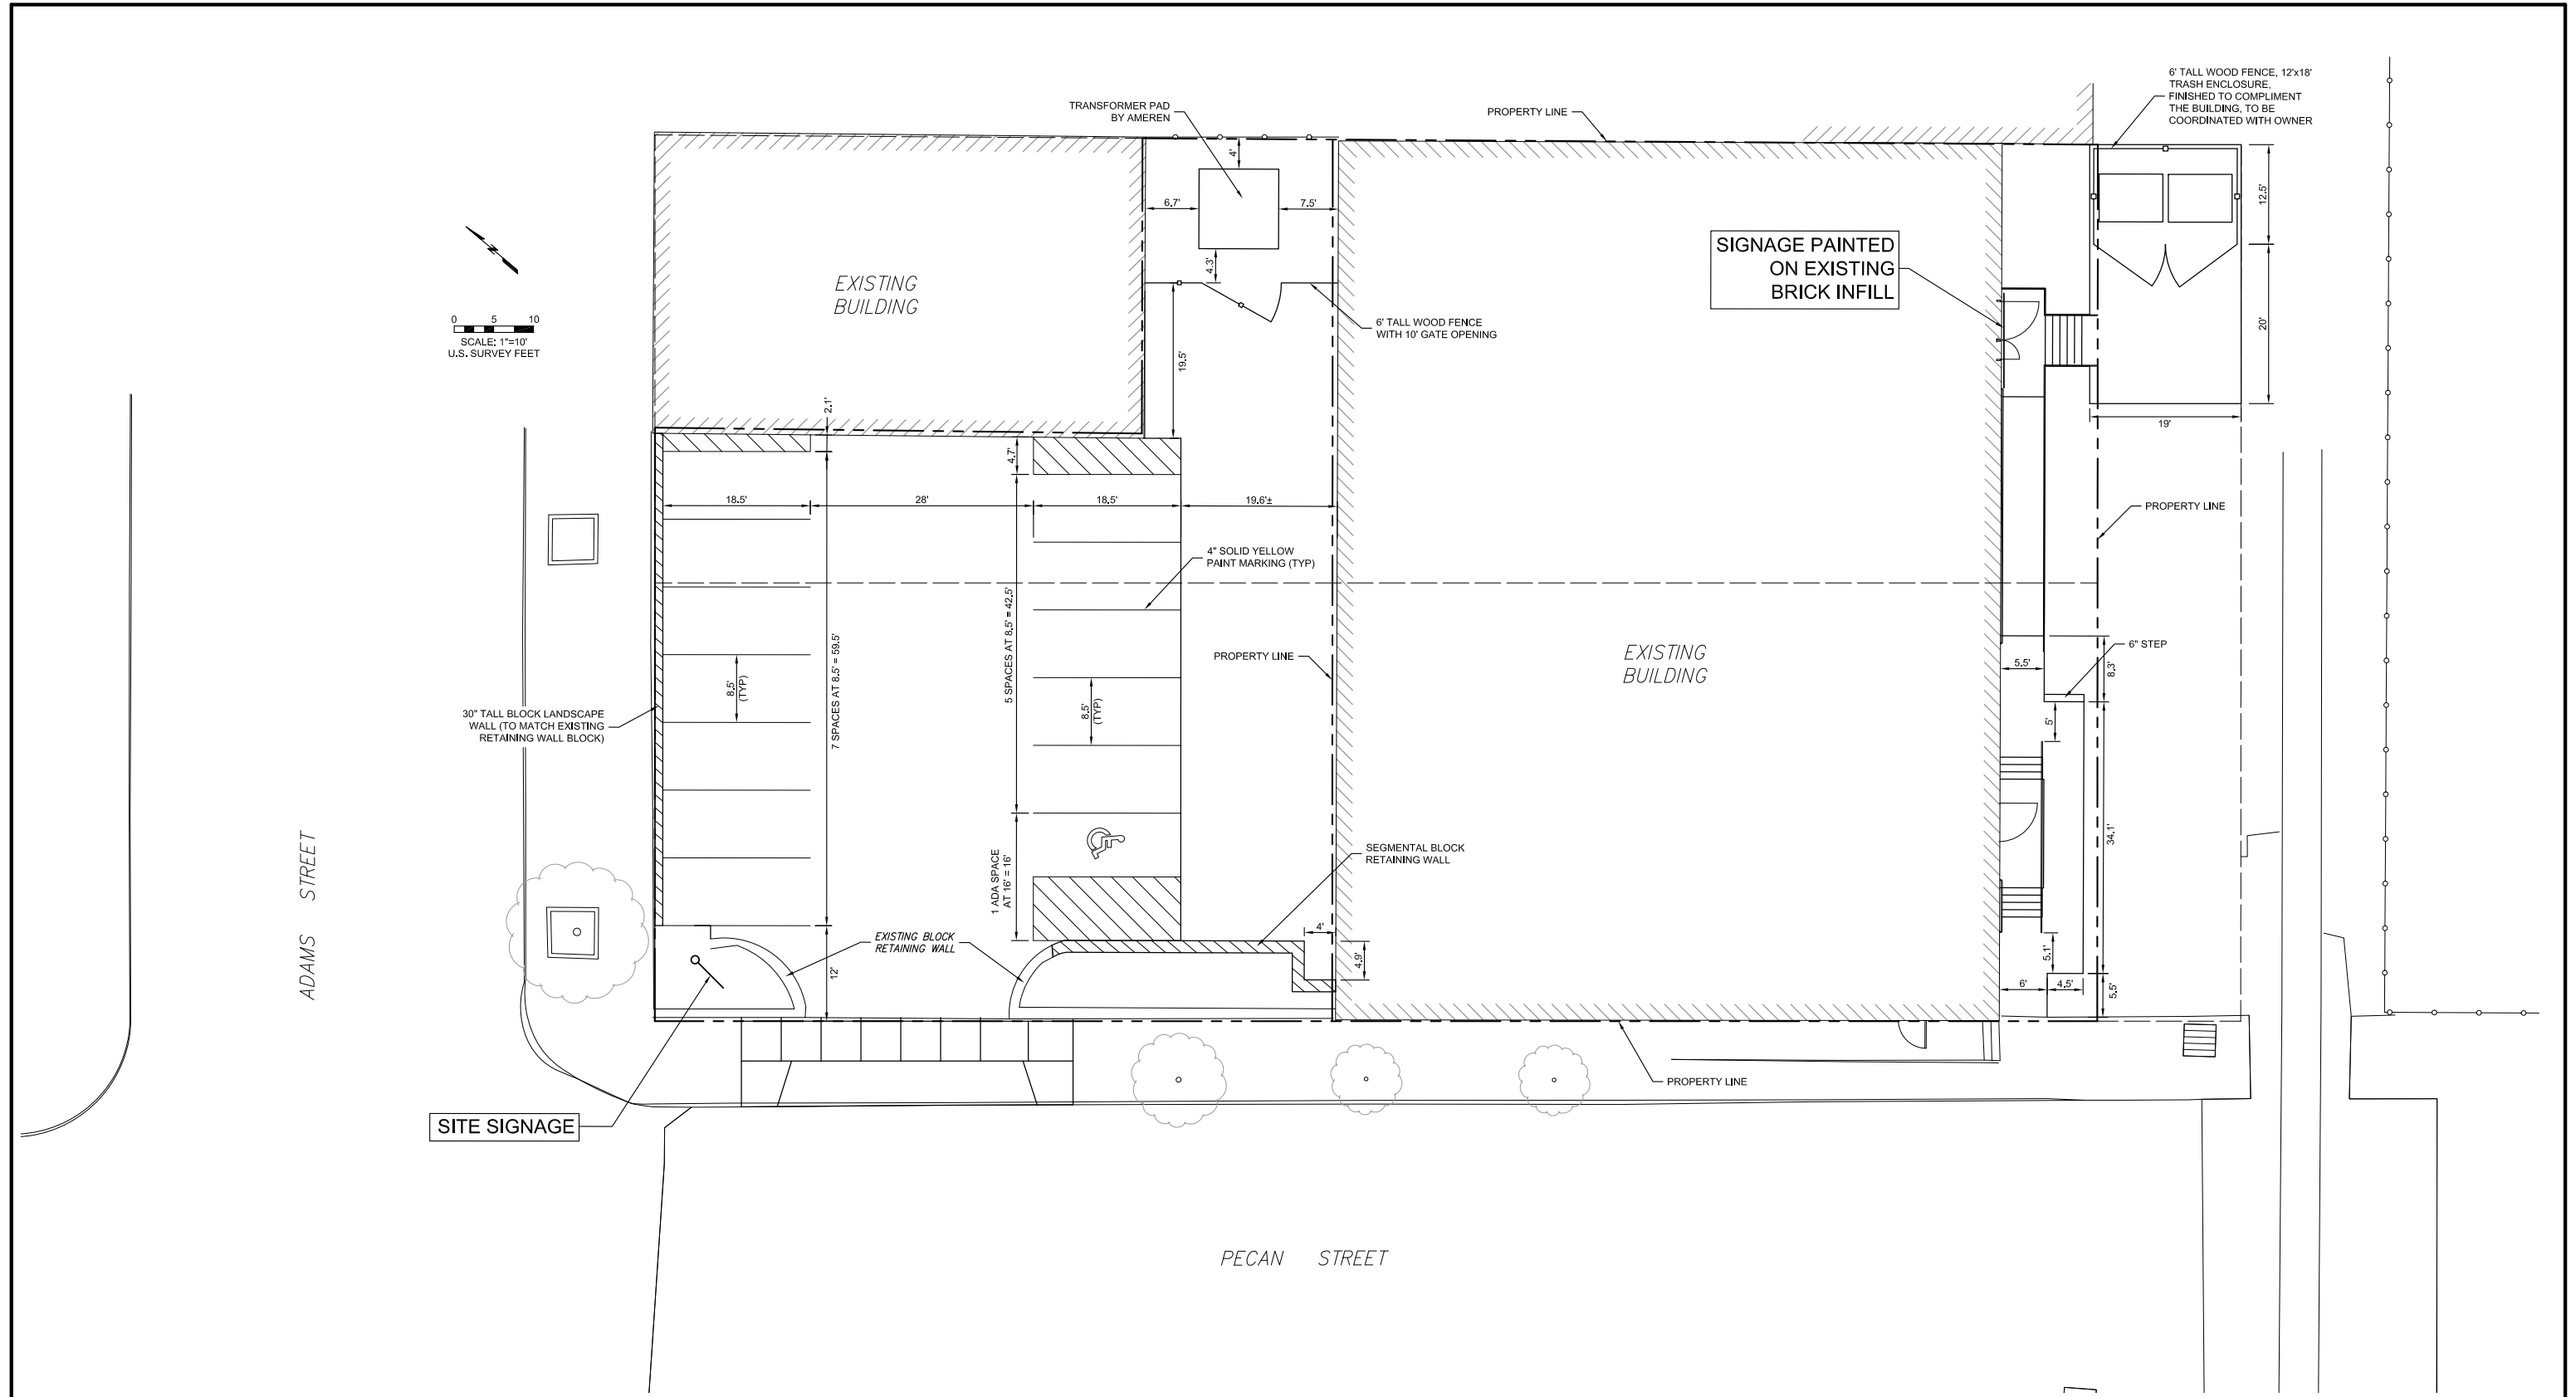 6' TALL WOOD FENCE, 12'x18'
TRASH ENCLOSURE,
FINISHED TO COMPLIMENT
THE BUILDING, TO BE
COORDINATED WITH OWNER
TRANSFORMER PAD
BY AMEREN
PROPERTY LINE
4'
6.7'
7.5'
12.5'
4.3'
SIGNAGE PAINTED
ON EXISTING
BRICK INFILL
EXISTING
BUILDING
N
0 5 10
SCALE: 1"=10'
U.S. SURVEY FEET
6' TALL WOOD FENCE
WITH 10' GATE OPENING
20'
19.5'
2.1'
19'
4.7'
18.5'
28'
18.5'
19.6'±
PROPERTY LINE
4" SOLID YELLOW
PAINT MARKING (TYP)
5 SPACES AT 8.5' = 42.5'
7 SPACES AT 8.5' = 59.5'
PROPERTY LINE
EXISTING
BUILDING
6" STEP
5.5'
8.3'
8.5'
(TYP)
8.5'
(TYP)
5'
30" TALL BLOCK LANDSCAPE
WALL (TO MATCH EXISTING
RETAINING WALL BLOCK)
34.1'
ADAMS STREET
1 ADA SPACE
AT 16' = 16'
SEGMENTAL BLOCK
RETAINING WALL
EXISTING BLOCK
RETAINING WALL
4'
4.9'
12'
5.1'
6'
4.5'
5.5'
PROPERTY LINE
SITE SIGNAGE
PECAN STREET